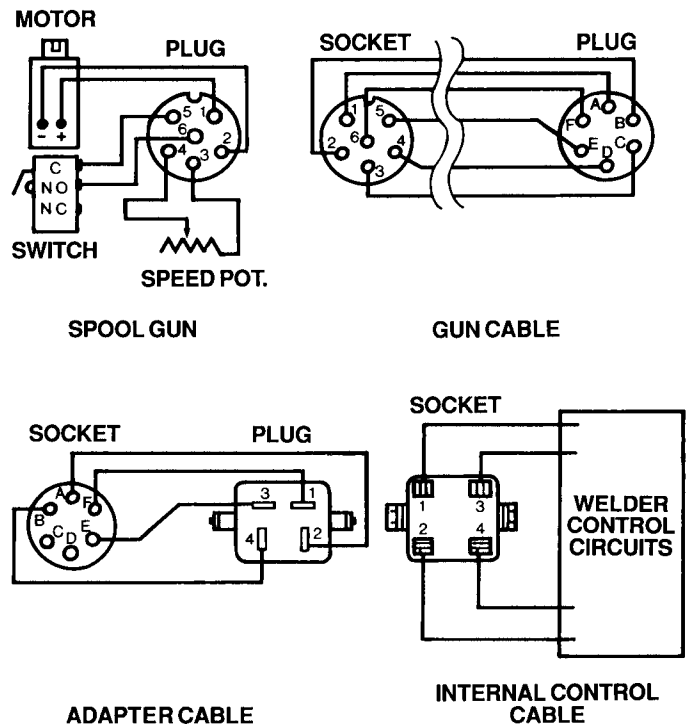 MOTOR
PLUG
- +
5 1
6
4 3 2
C
NO
NC
SWITCH
SPEED POT.
SPOOL GUN
SOCKET
PLUG
1 5
6
2 4
3
A
F B
E C
D
GUN CABLE
SOCKET
PLUG
A
B F
C D E
3 1
4 2
ADAPTER CABLE
SOCKET
1 3
2 4
WELDER
CONTROL
CIRCUITS
INTERNAL CONTROL
CABLE